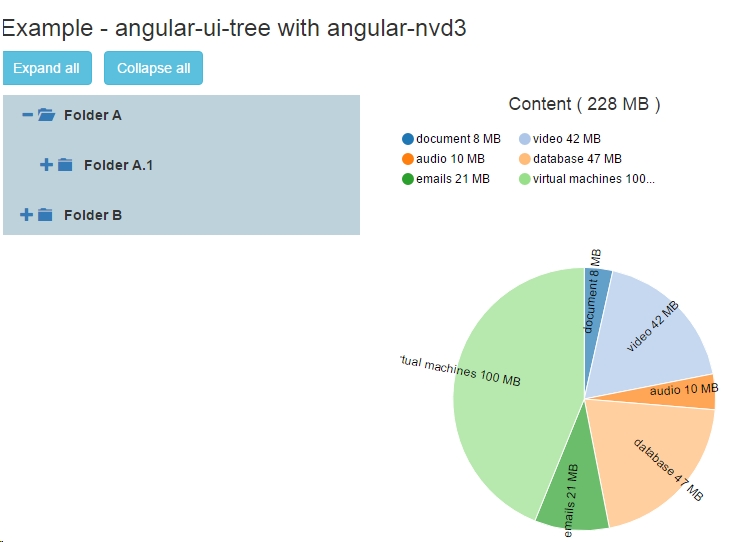 Example - angular-ui-tree with angular-nvd3
Expand all
Collapse all
Folder A
Folder A.1
Folder B
Content ( 228 MB )
document 8 MB
video 42 MB
audio 10 MB
database 47 MB
emails 21 MB
virtual machines 100...
document 8 MB
video 42 MB
audio 10 MB
database 47 MB
emails 21 MB
machines 100 MB